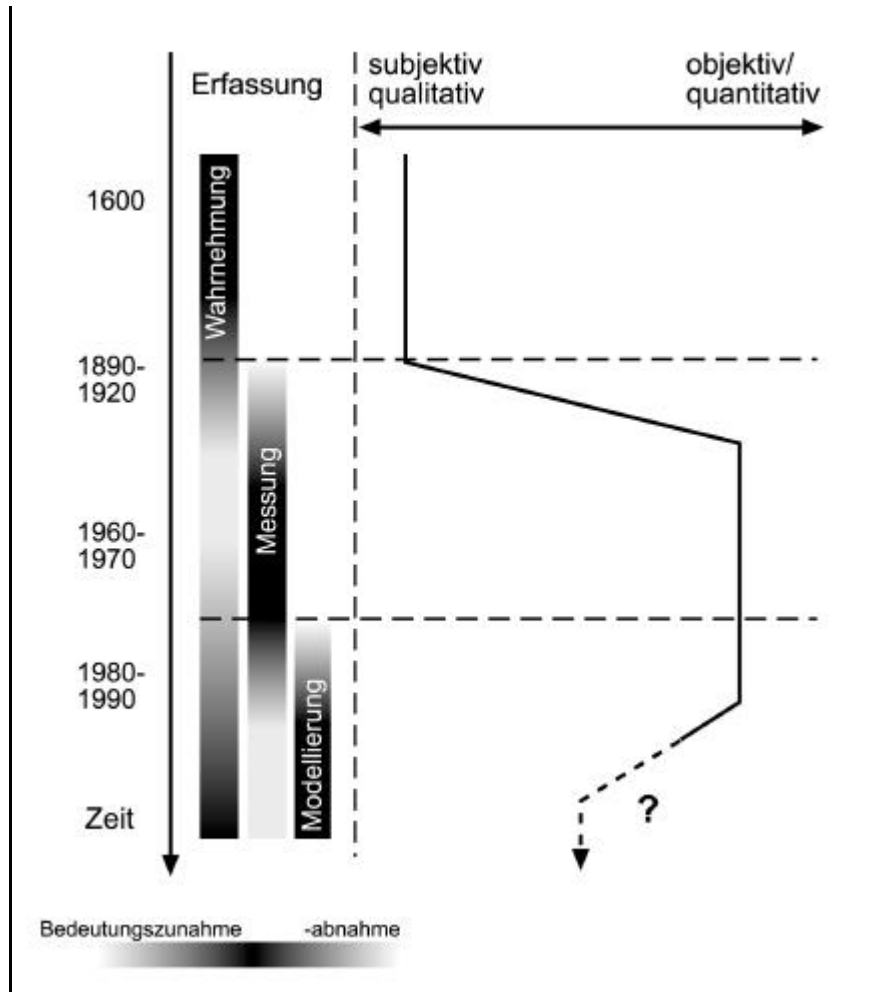 Erfassung
subjektiv
qualitativ
objektiv/
quantitativ
1600
1890-
1920
1960-
1970
1980-
1990
Zeit
Wahrnehmung
Messung
Modellierung
?
Bedeutungszunahme -abnahme